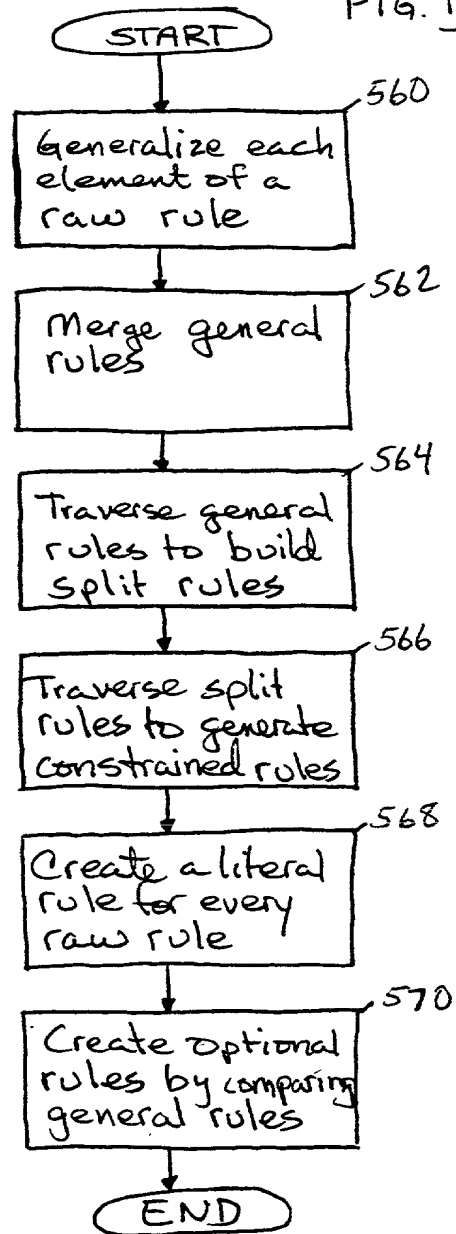 FIG. 1
START
560
Generalize each
element of a
raw rule
562
Merge general
rules
564
Traverse general
rules to build
split rules
566
Traverse split
rules to generate
constrained rules
568
Create a literal
rule for every
raw rule
570
Create optional
rules by comparing
general rules
END